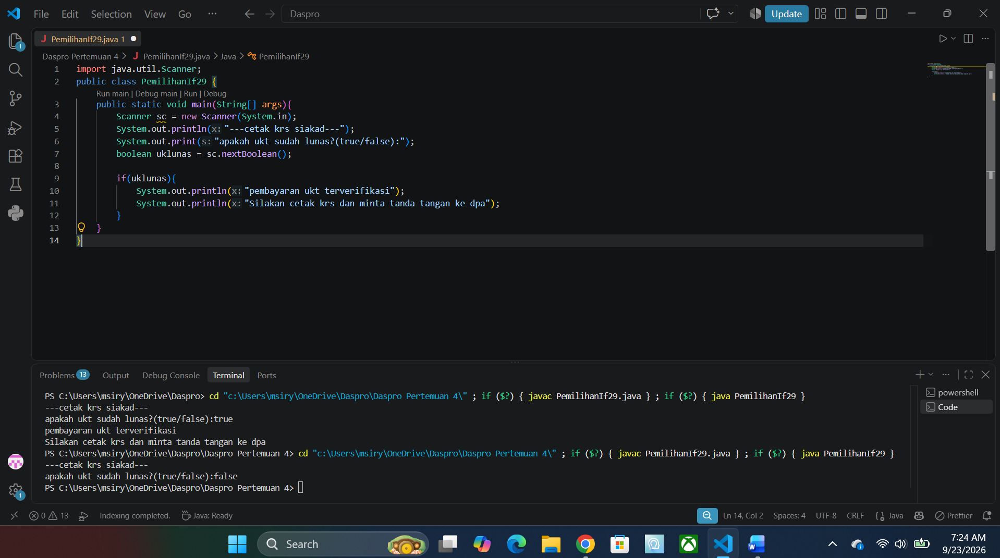 File Edit Selection View Go ··· Daspro Update
PemilihanIf29.java 1
Daspro Pertemuan 4 > PemilihanIf29.java > Java > PemilihanIf29
1 import java.util.Scanner;
2 public class PemilihanIf29 {
Run main | Debug main | Run | Debug
3 public static void main(String[] args){
4 Scanner sc = new Scanner(System.in);
5 System.out.println(x: "---cetak krs siakad---");
6 System.out.print(s: "apakah ukt sudah lunas?(true/false):");
7 boolean uklunas = sc.nextBoolean();
8
9 if(uklunas){
10 System.out.println(x: "pembayaran ukt terverifikasi");
11 System.out.println(x: "Silakan cetak krs dan minta tanda tangan ke dpa");
12 }
13 }
14 }
Problems 13 Output Debug Console Terminal Ports
PS C:\Users\msiry\OneDrive\Daspro> cd "c:\Users\msiry\OneDrive\Daspro\Daspro Pertemuan 4\" ; if ($?) { javac PemilihanIf29.java } ; if ($?) { java PemilihanIf29 }
---cetak krs siakad---
apakah ukt sudah lunas?(true/false):true
pembayaran ukt terverifikasi
Silakan cetak krs dan minta tanda tangan ke dpa
PS C:\Users\msiry\OneDrive\Daspro\Daspro Pertemuan 4> cd "c:\Users\msiry\OneDrive\Daspro\Daspro Pertemuan 4\" ; if ($?) { javac PemilihanIf29.java } ; if ($?) { java PemilihanIf29 }
---cetak krs siakad---
apakah ukt sudah lunas?(true/false):false
PS C:\Users\msiry\OneDrive\Daspro\Daspro Pertemuan 4>
powershell
Code
1
1
0 13 Indexing completed. Java: Ready Ln 14, Col 2 Spaces: 4 UTF-8 CRLF {} Java Prettier
Search
7:24 AM
9/23/2026